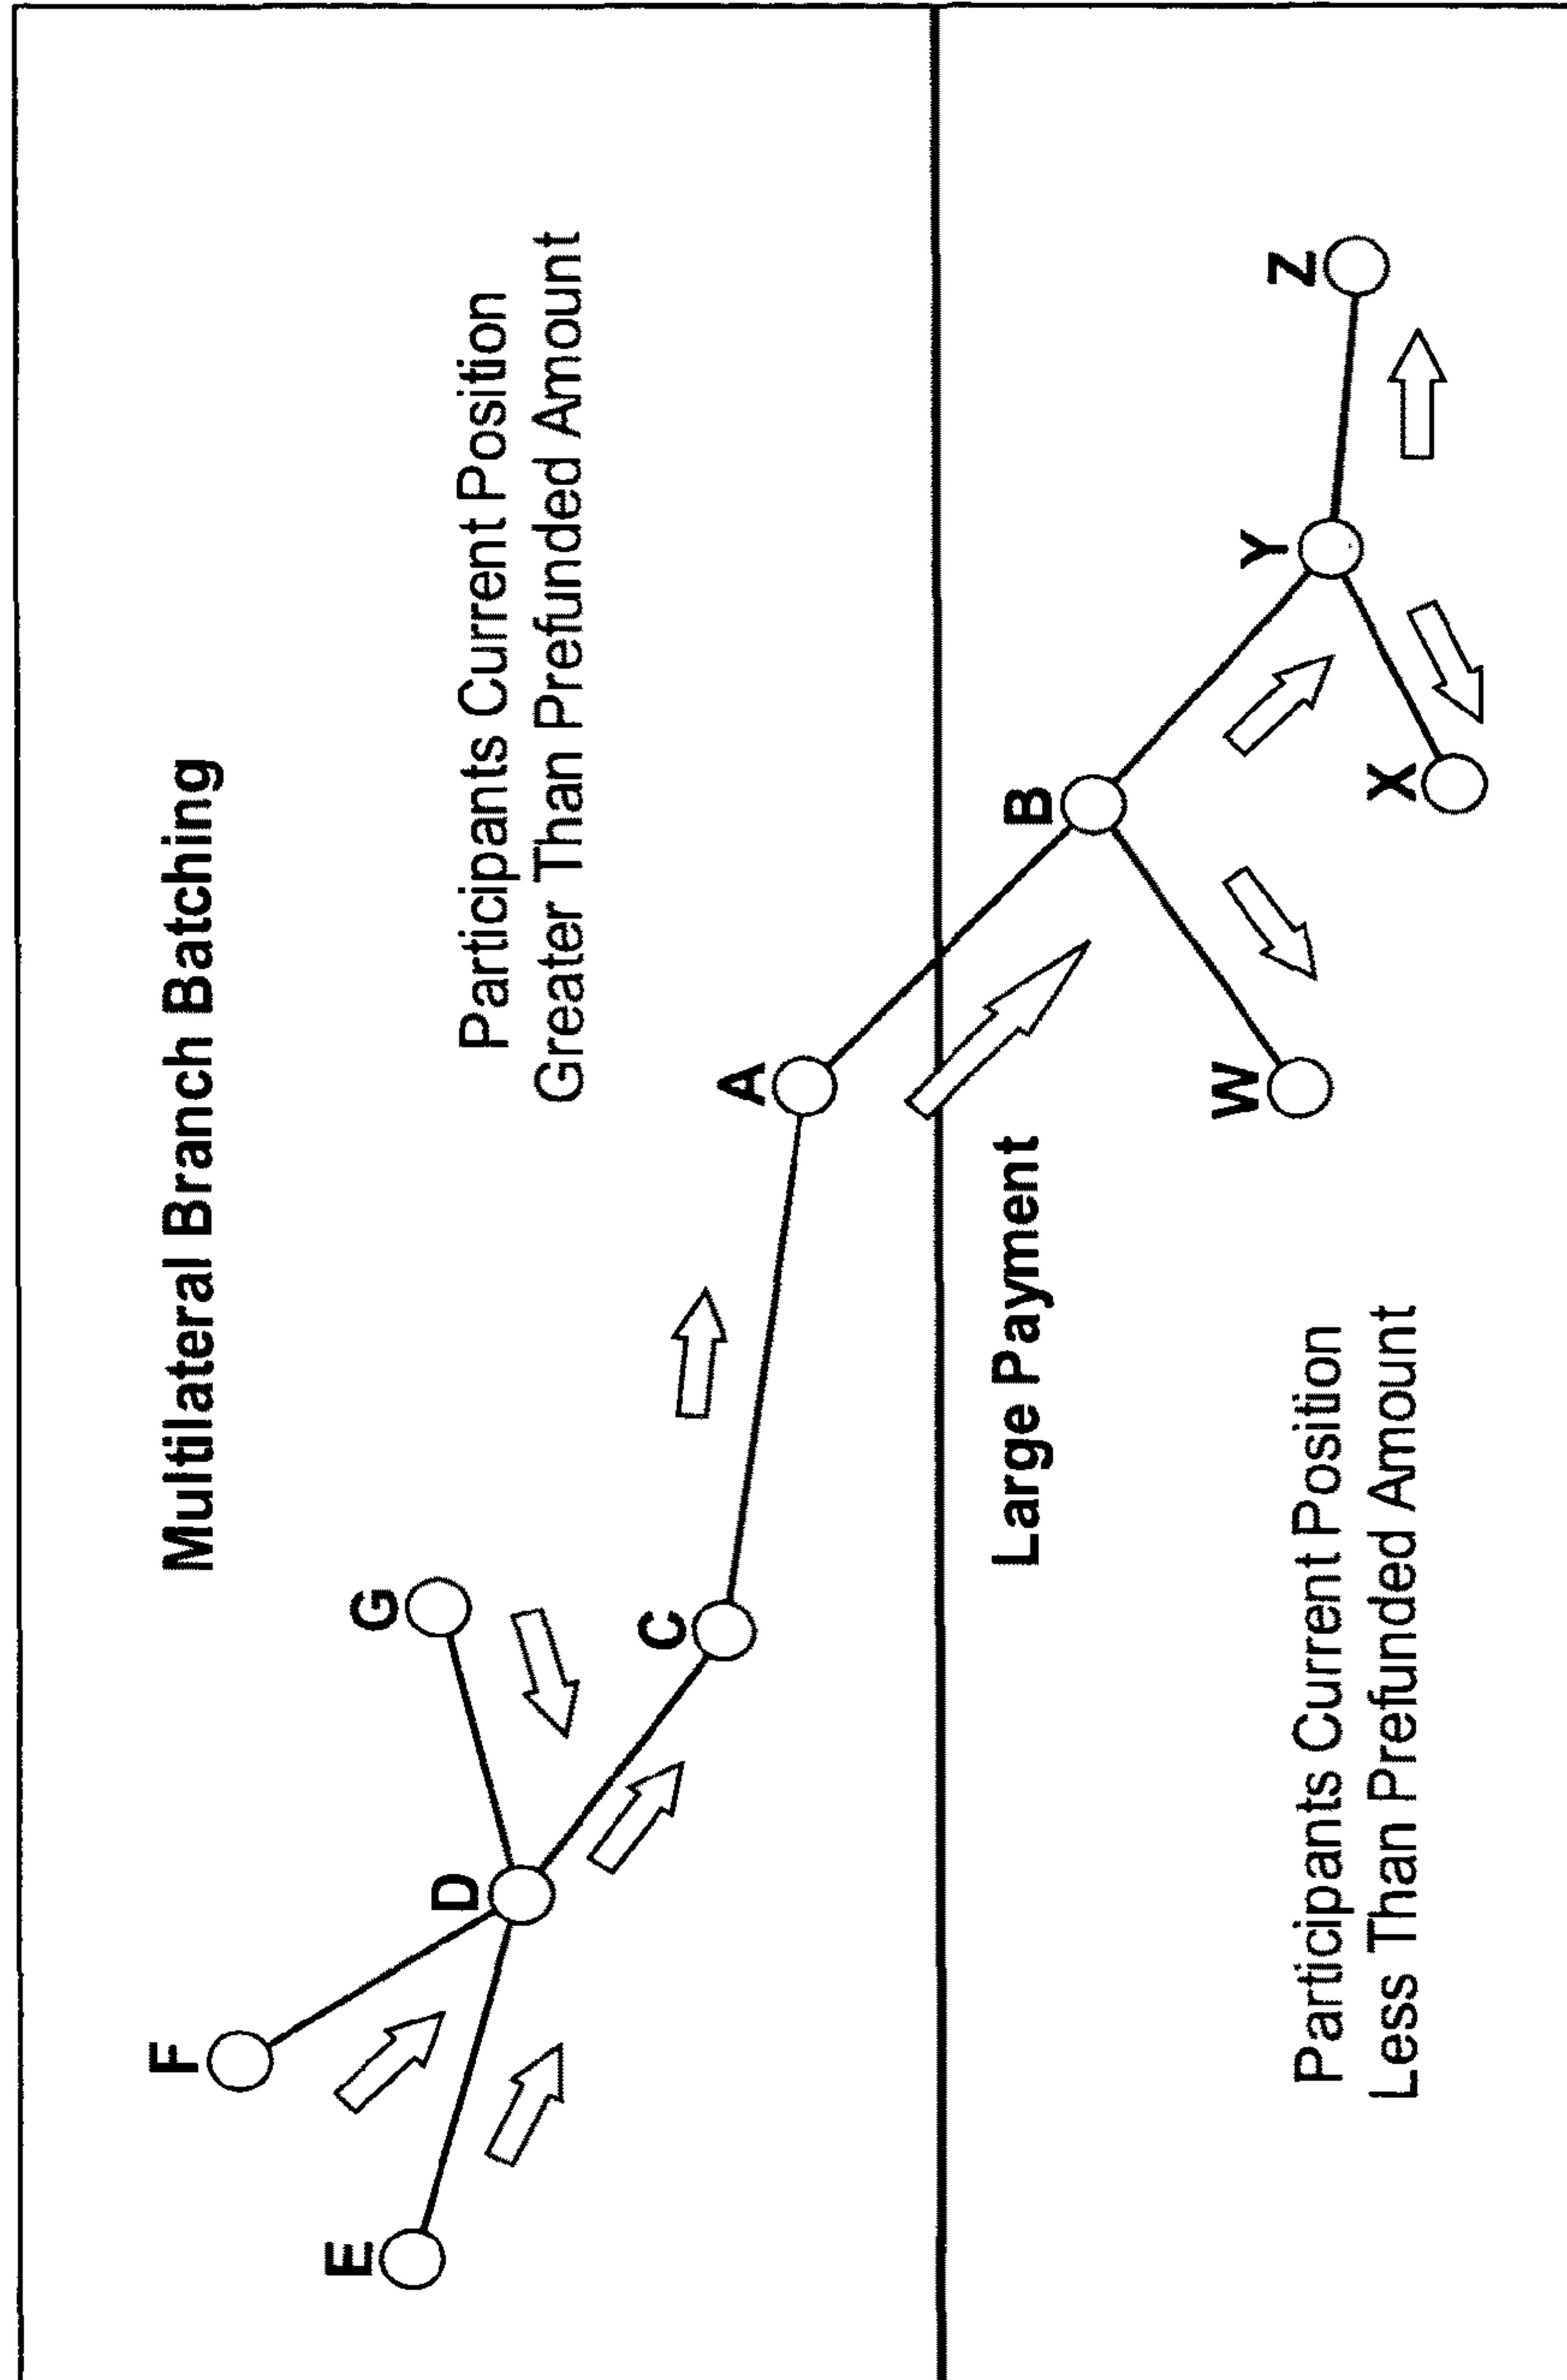 Multilateral Branch Batching
F
E
G
D
Participants Current Position
Greater Than Prefunded Amount
C
A
Large Payment
B
Z
W
Y
X
Participants Current Position
Less Than Prefunded Amount